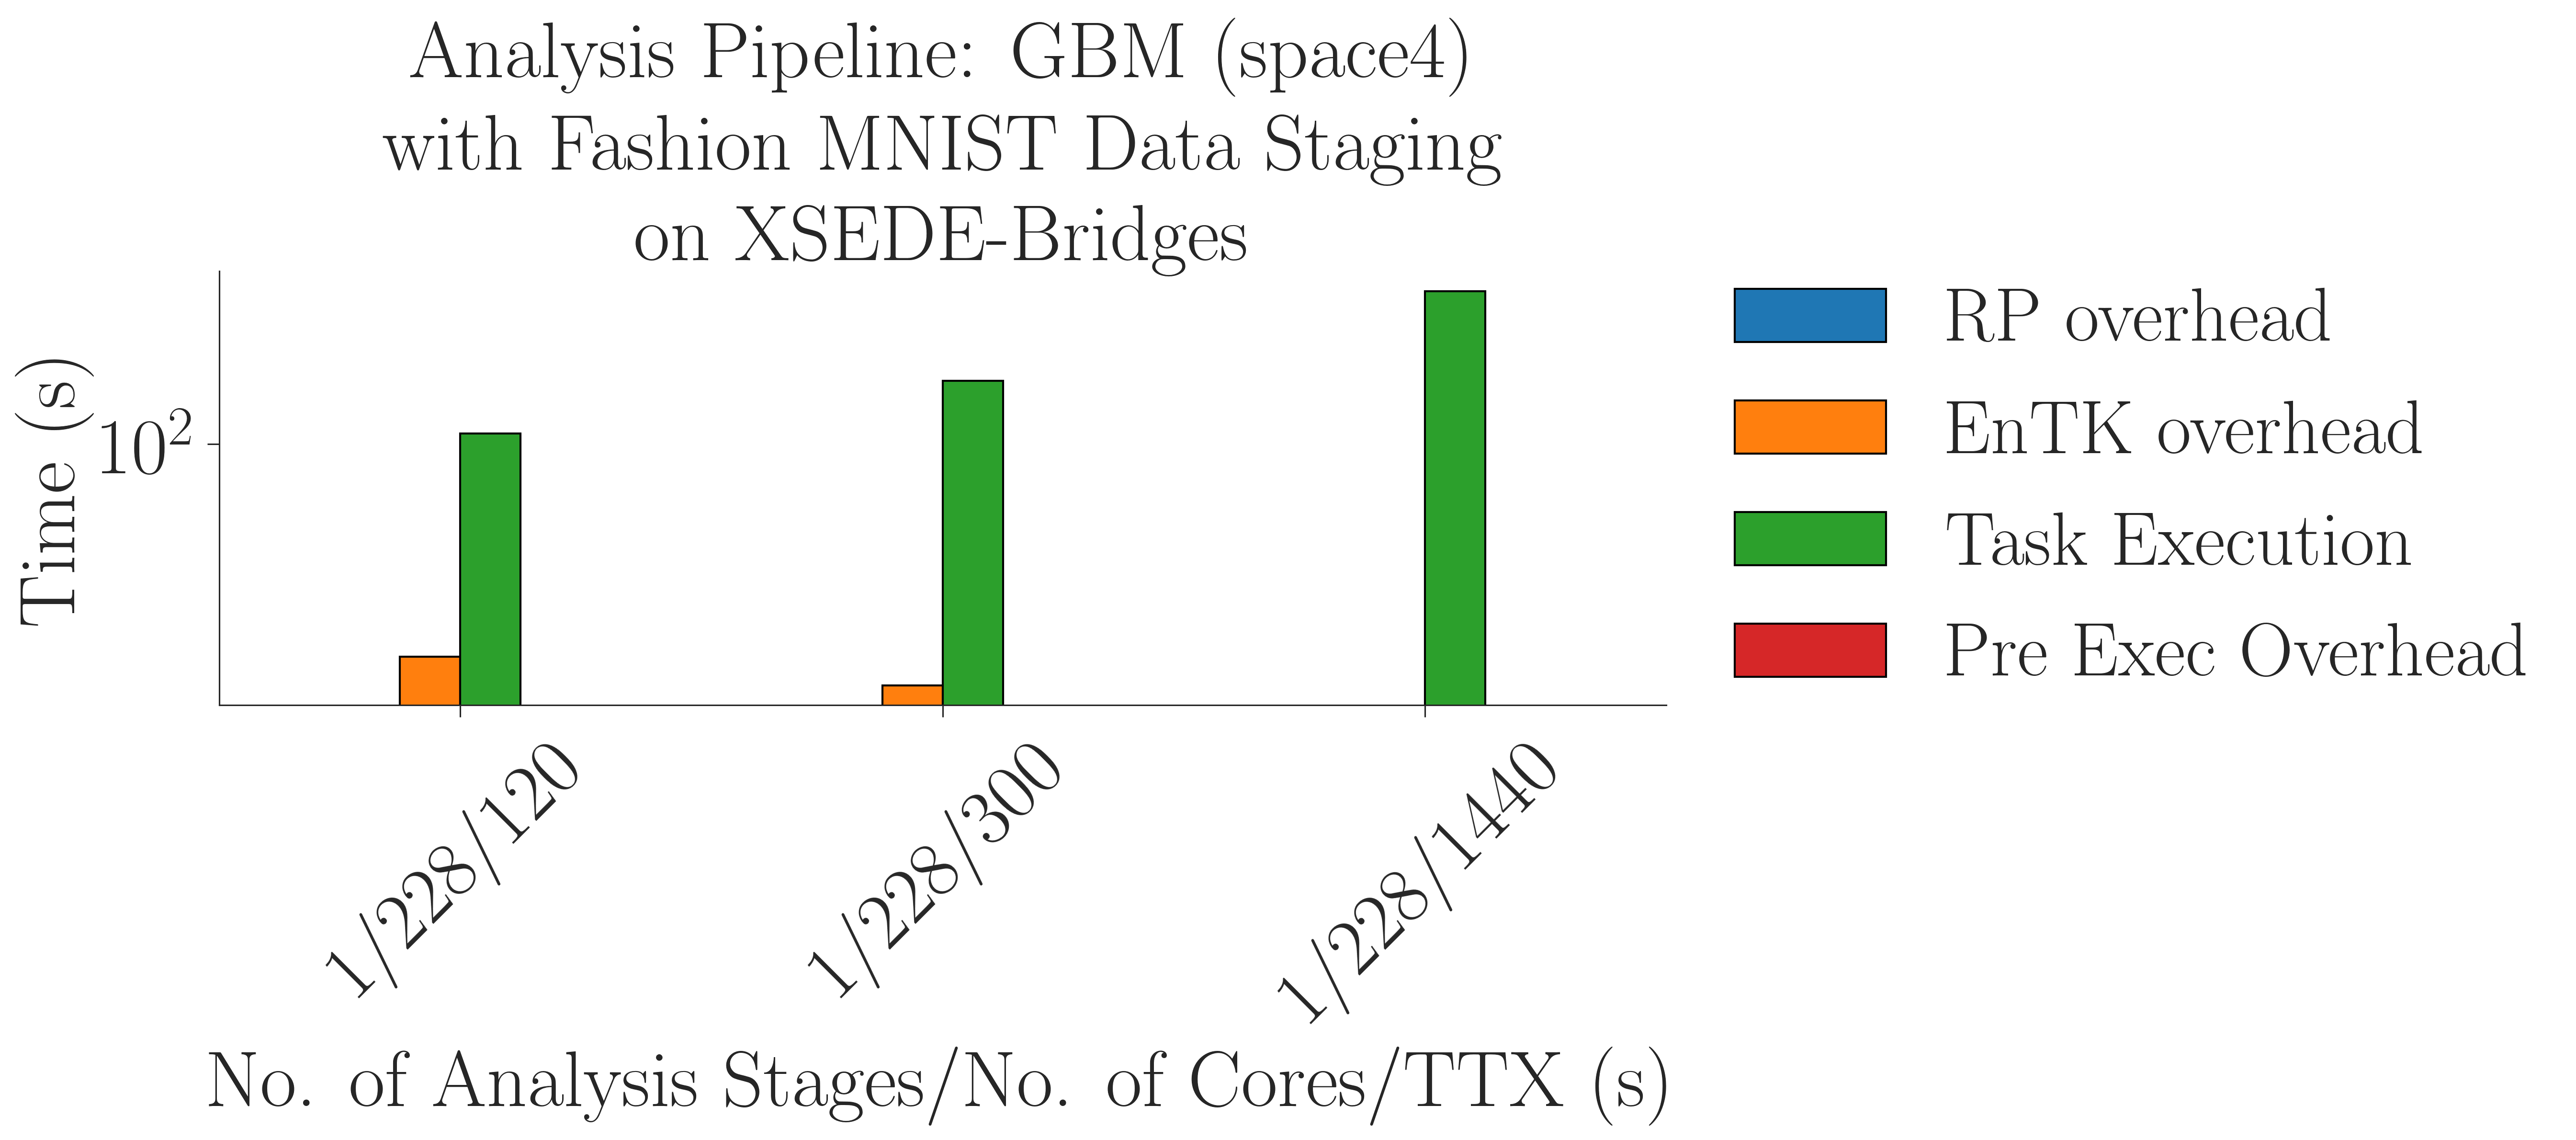 Analysis Pipeline: GBM (space4)
with Fashion MNIST Data Staging
on XSEDE-Bridges
Time (s)
10²
RP overhead
EnTK overhead
Task Execution
Pre Exec Overhead
1/228/120
1/228/300
1/228/1440
No. of Analysis Stages/No. of Cores/TTX (s)